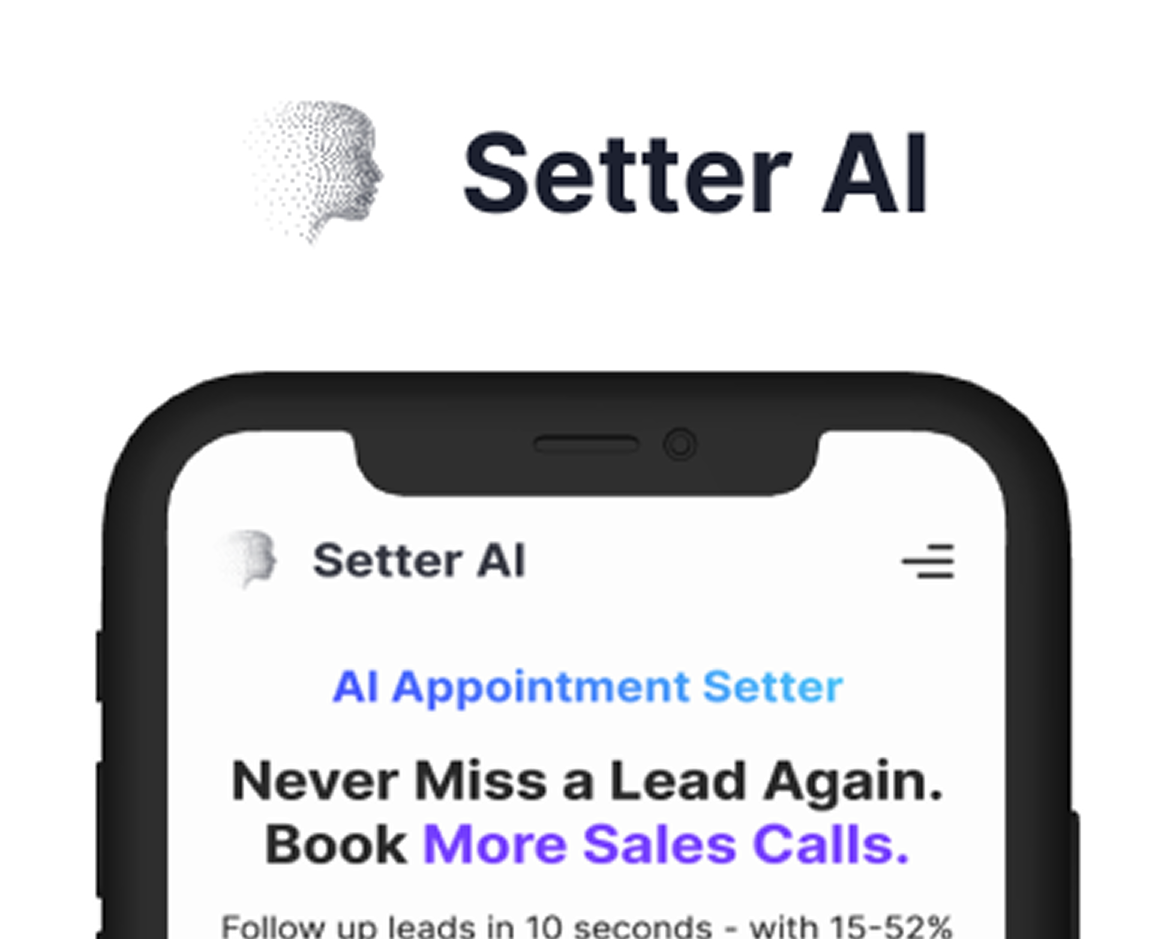 Setter AI
Setter AI
AI Appointment Setter
Never Miss a Lead Again.
Book More Sales Calls.
Follow up leads in 10 seconds - with 15-52%